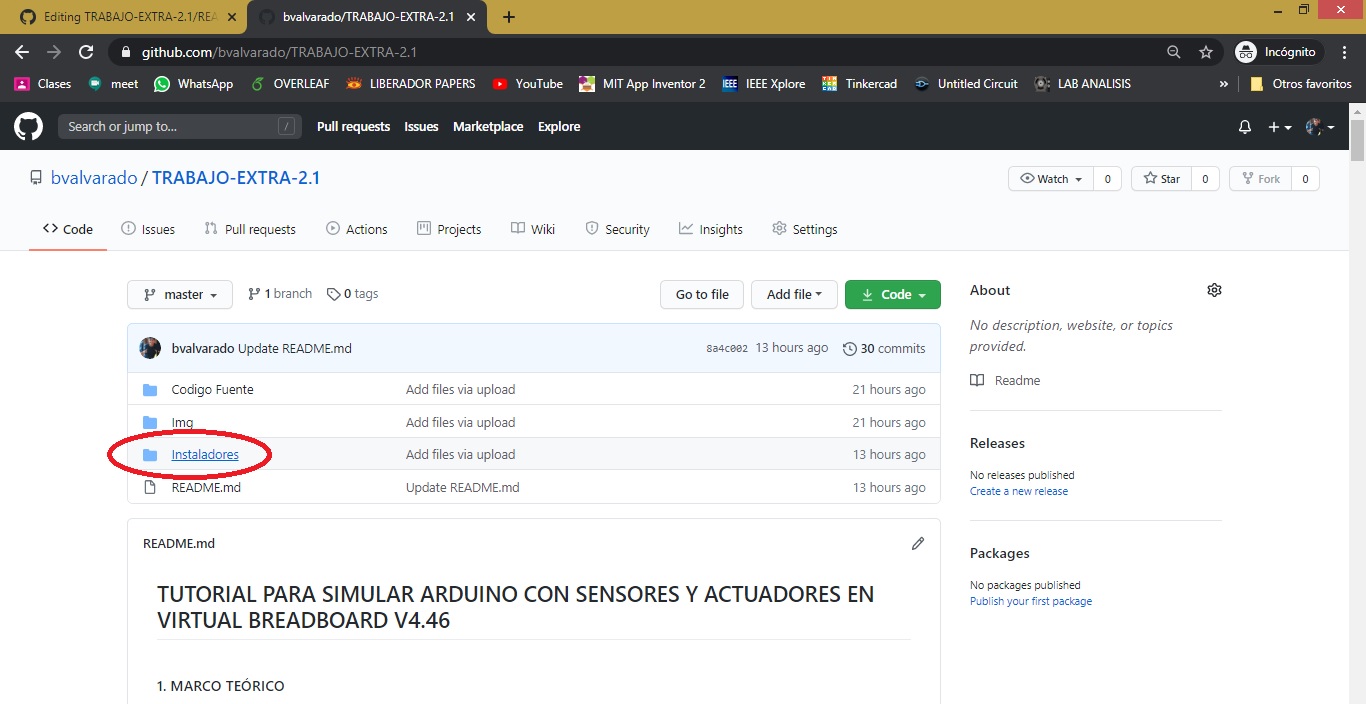 Editing TRABAJO-EXTRA-2.1/REA
bvalvarado/TRABAJO-EXTRA-2.1
github.com/bvalvarado/TRABAJO-EXTRA-2.1
Incógnito
Clases meet WhatsApp OVERLEAF LIBERADOR PAPERS YouTube MIT App Inventor 2 IEEE Xplore Tinkercad Untitled Circuit LAB ANALISIS » Otros favoritos
Search or jump to... / Pull requests Issues Marketplace Explore
bvalvarado / TRABAJO-EXTRA-2.1
Watch 0 Star 0 Fork 0
Code Issues Pull requests Actions Projects Wiki Security Insights Settings
master 1 branch 0 tags Go to file Add file Code
bvalvarado Update README.md 8a4c002 13 hours ago 30 commits
Codigo Fuente Add files via upload 21 hours ago
Img Add files via upload 21 hours ago
Instaladores Add files via upload 13 hours ago
README.md Update README.md 13 hours ago
README.md
TUTORIAL PARA SIMULAR ARDUINO CON SENSORES Y ACTUADORES EN
VIRTUAL BREADBOARD V4.46
1. MARCO TEÓRICO
About
No description, website, or topics
provided.
Readme
Releases
No releases published
Create a new release
Packages
No packages published
Publish your first package